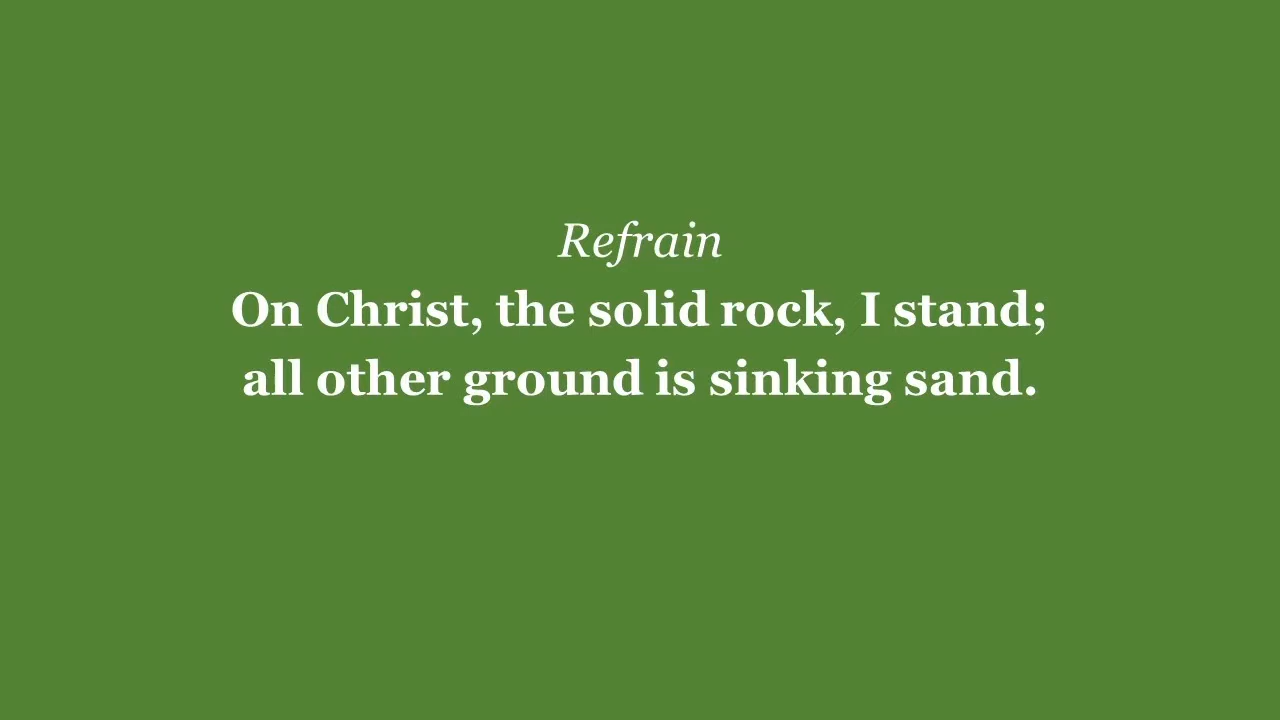 Refrain
On Christ, the solid rock, I stand;
all other ground is sinking sand.